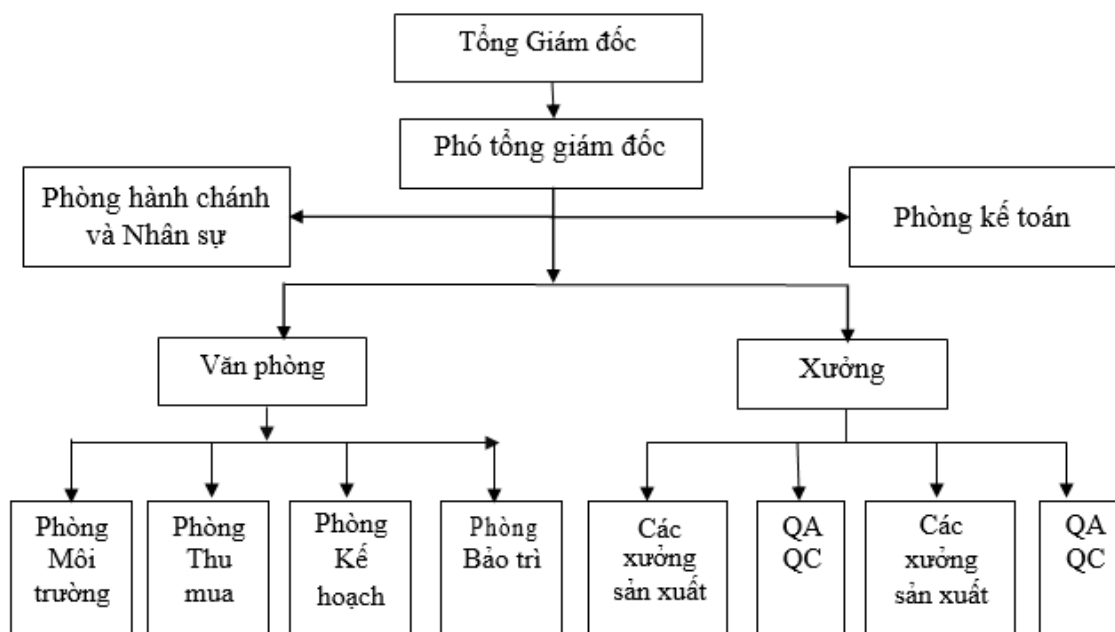 Tổng Giám đốc
Phó tổng giám đốc
Phòng hành chánh
và Nhân sự
Phòng kế toán
Văn phòng
Xưởng
Phòng
Môi
trường
Phòng
Thu
mua
Phòng
Kế
hoạch
Phòng
Bảo trì
Các
xưởng
sản xuất
QA
QC
Các
xưởng
sản xuất
QA
QC